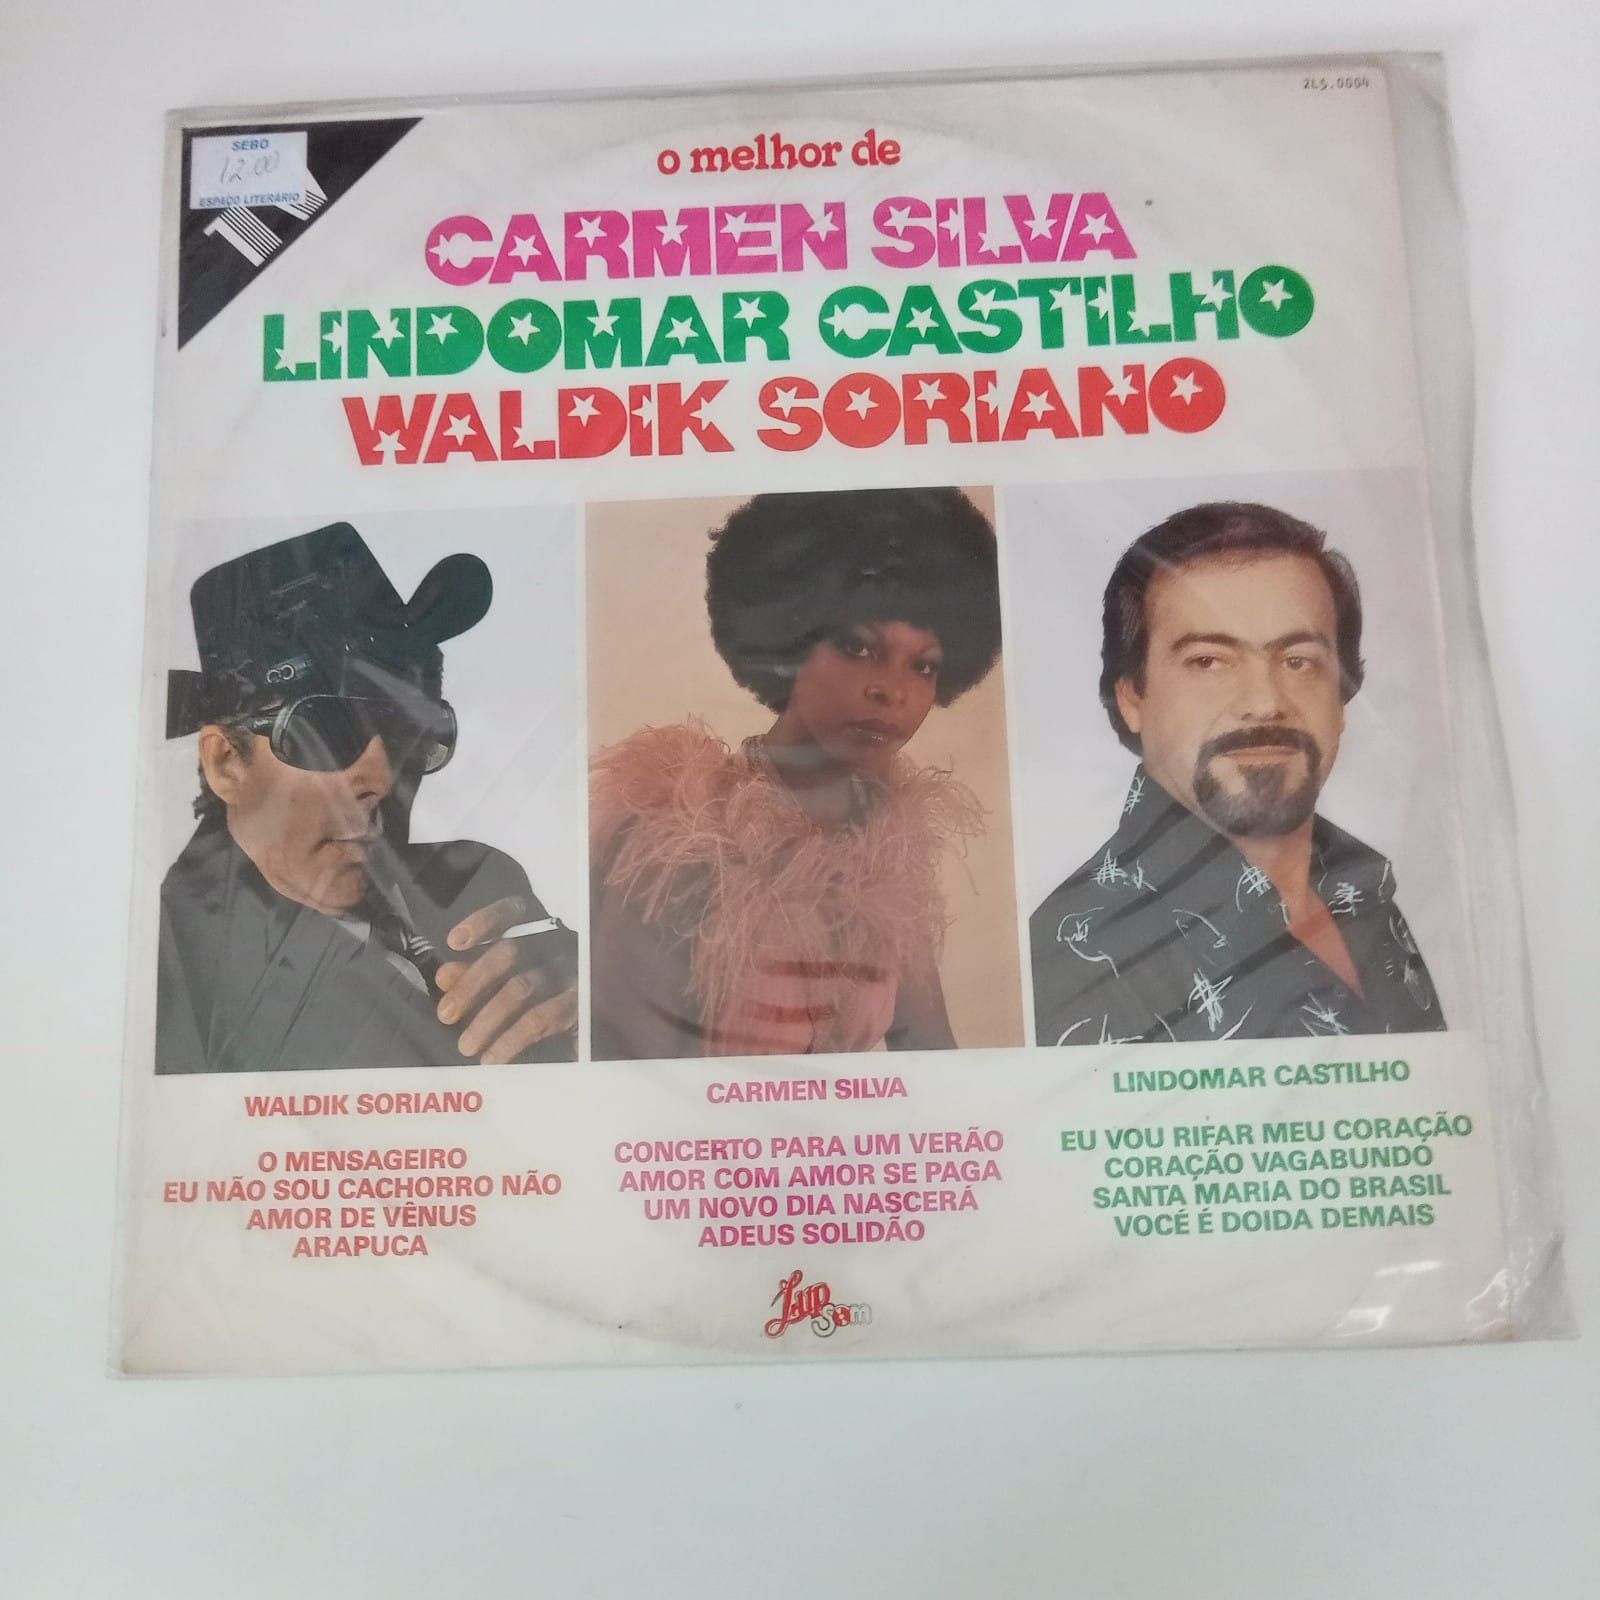 2LS.0004
SEBO
12.00
ESPAÇO LITERÁRIO
o melhor de
CARMEN SILVA
LINDOMAR CASTILHO
WALDIK SORIANO
WALDIK SORIANO
O MENSAGEIRO
EU NÃO SOU CACHORRO NÃO
AMOR DE VÊNUS
ARAPUCA
CARMEN SILVA
CONCERTO PARA UM VERÃO
AMOR COM AMOR SE PAGA
UM NOVO DIA NASCERÁ
ADEUS SOLIDÃO
LINDOMAR CASTILHO
EU VOU RIFAR MEU CORAÇÃO
CORAÇÃO VAGABUNDO
SANTA MARIA DO BRASIL
VOCÉ É DOIDA DEMAIS
LupSom